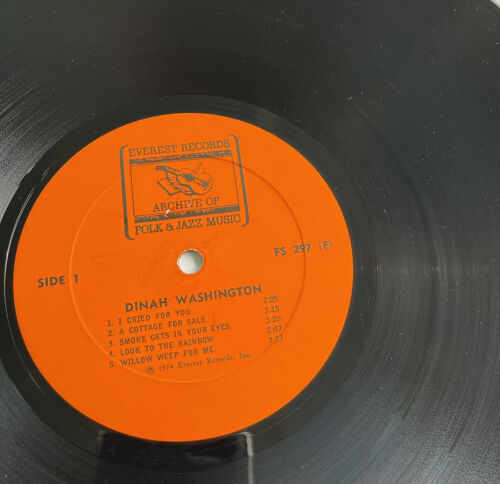 EVEREST RECORDS
ARCHIVE OF
FOLK & JAZZ MUSIC
SIDE 1
FS 297 (E)
DINAH WASHINGTON
1. I CRIED FOR YOU 2:25
2. A COTTAGE FOR SALE 3:15
3. SMOKE GETS IN YOUR EYES 3:26
4. LOOK TO THE RAINBOW 2:47
5. WILLOW WEEP FOR ME 3:27
℗ 1974 Everest Records, Inc.